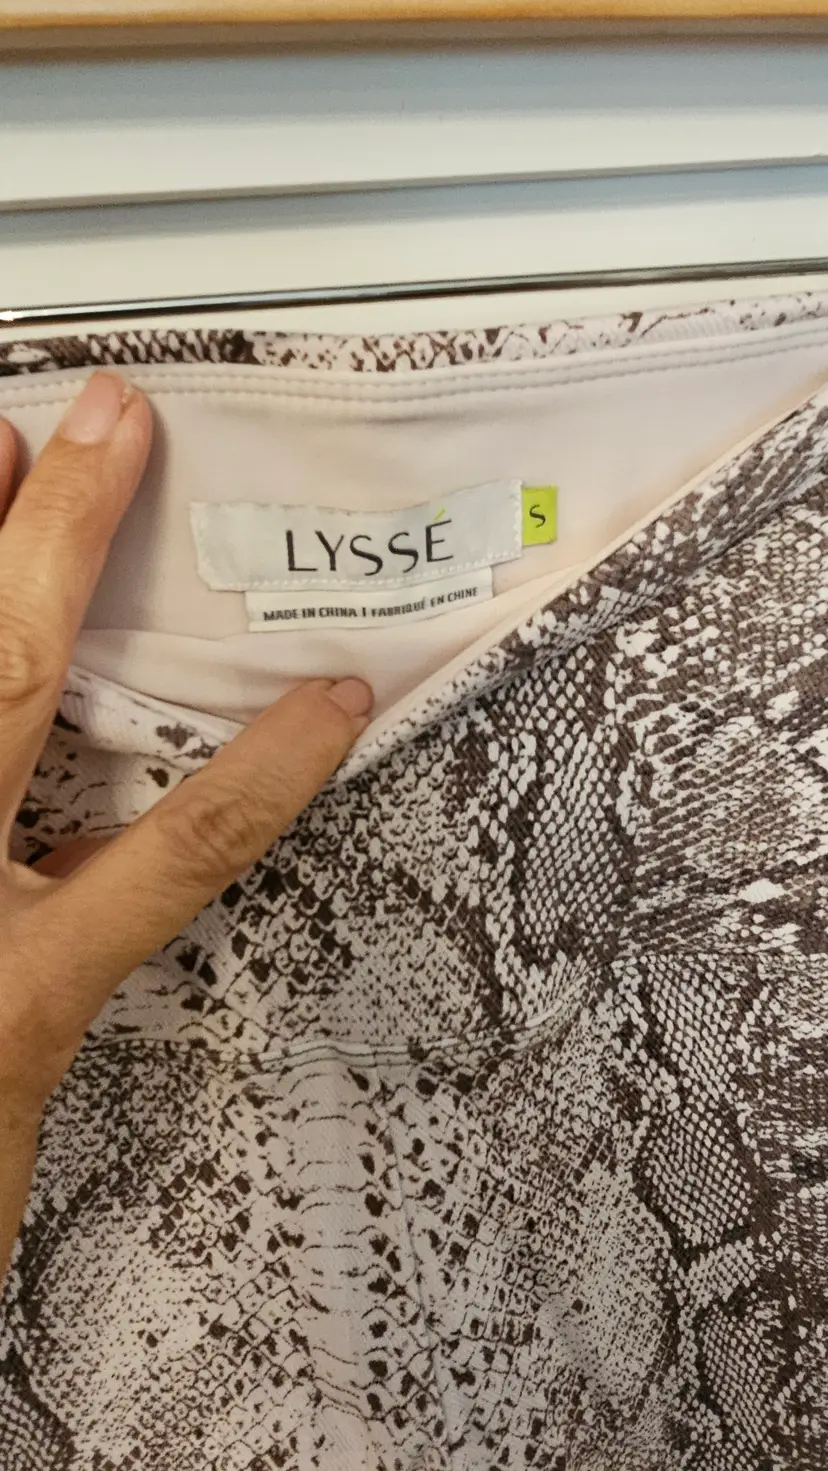 LYSSÉ
S
MADE IN CHINA | FABRIQUÉ EN CHINE